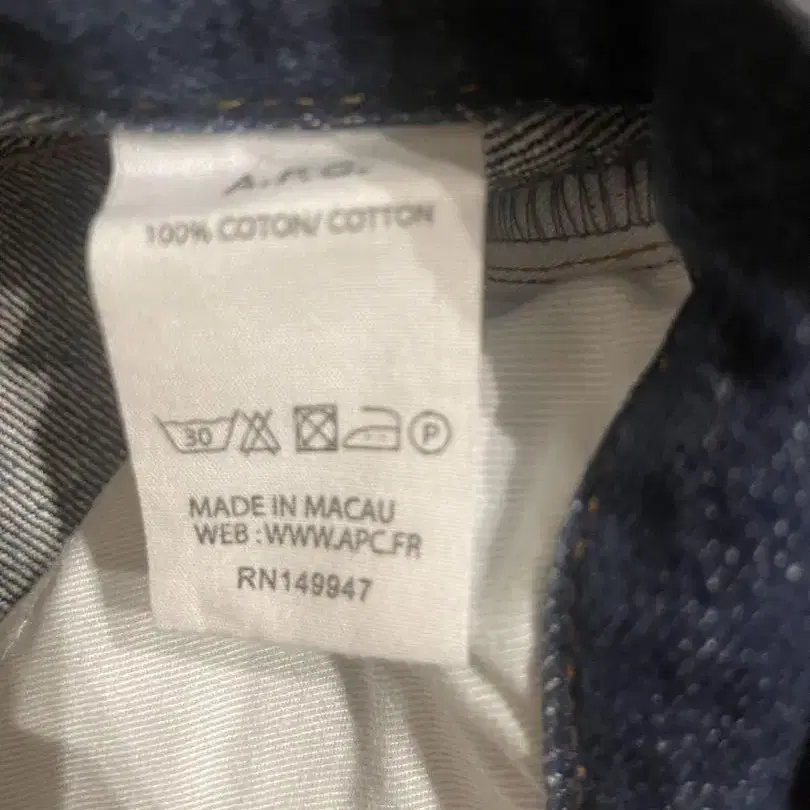 A.P.C.
100% COTON/ COTTON
30 P
MADE IN MACAU
WEB : WWW.APC.FR
RN149947